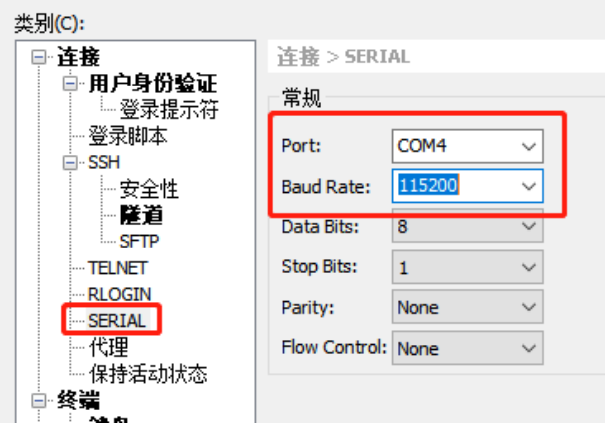 类别(C):
连接
用户身份验证
登录提示符
登录脚本
SSH
安全性
隧道
SFTP
TELNET
RLOGIN
SERIAL
代理
保持活动状态
终端
连接 > SERIAL
常规
Port: COM4
Baud Rate: 115200
Data Bits: 8
Stop Bits: 1
Parity: None
Flow Control: None